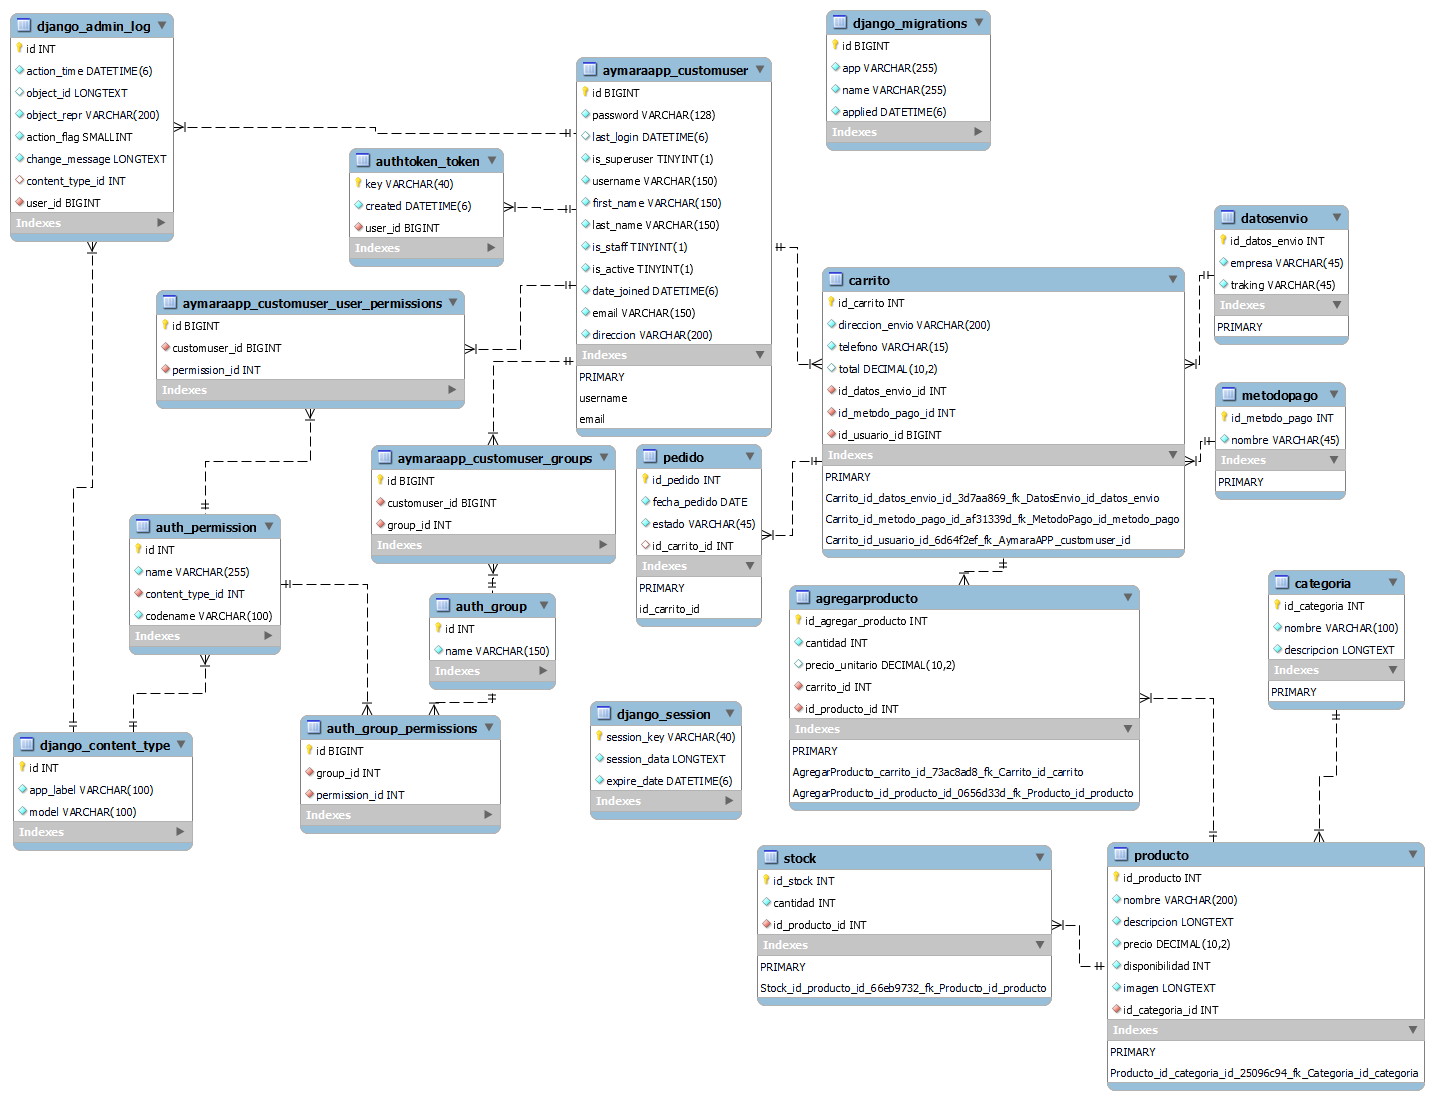 django_admin_log
id INT
action_time DATETIME(6)
object_id LONGTEXT
object_repr VARCHAR(200)
action_flag SMALLINT
change_message LONGTEXT
content_type_id INT
user_id BIGINT
Indexes
aymaraapp_customuser
id BIGINT
password VARCHAR(128)
last_login DATETIME(6)
is_superuser TINYINT(1)
username VARCHAR(150)
first_name VARCHAR(150)
last_name VARCHAR(150)
is_staff TINYINT(1)
is_active TINYINT(1)
date_joined DATETIME(6)
email VARCHAR(150)
direccion VARCHAR(200)
Indexes
PRIMARY
username
email
django_migrations
id BIGINT
app VARCHAR(255)
name VARCHAR(255)
applied DATETIME(6)
Indexes
authtoken_token
key VARCHAR(40)
created DATETIME(6)
user_id BIGINT
Indexes
datosenvio
id_datos_envio INT
empresa VARCHAR(45)
traking VARCHAR(45)
Indexes
PRIMARY
aymaraapp_customuser_user_permissions
id BIGINT
customuser_id BIGINT
permission_id INT
Indexes
carrito
id_carrito INT
direccion_envio VARCHAR(200)
telefono VARCHAR(15)
total DECIMAL(10,2)
id_datos_envio_id INT
id_metodo_pago_id INT
id_usuario_id BIGINT
Indexes
PRIMARY
Carrito_id_datos_envio_id_3d7aa869_fk_DatosEnvio_id_datos_envio
Carrito_id_metodo_pago_id_af31339d_fk_MetodoPago_id_metodo_pago
Carrito_id_usuario_id_6d64f2ef_fk_AymaraAPP_customuser_id
metodopago
id_metodo_pago INT
nombre VARCHAR(45)
Indexes
PRIMARY
aymaraapp_customuser_groups
id BIGINT
customuser_id BIGINT
group_id INT
Indexes
pedido
id_pedido INT
fecha_pedido DATE
estado VARCHAR(45)
id_carrito_id INT
Indexes
PRIMARY
id_carrito_id
auth_permission
id INT
name VARCHAR(255)
content_type_id INT
codename VARCHAR(100)
Indexes
auth_group
id INT
name VARCHAR(150)
Indexes
agregarproducto
id_agregar_producto INT
cantidad INT
precio_unitario DECIMAL(10,2)
carrito_id INT
id_producto_id INT
Indexes
PRIMARY
AgregarProducto_carrito_id_73ac8ad8_fk_Carrito_id_carrito
AgregarProducto_id_producto_id_0656d33d_fk_Producto_id_producto
categoria
id_categoria INT
nombre VARCHAR(100)
descripcion LONGTEXT
Indexes
PRIMARY
django_content_type
id INT
app_label VARCHAR(100)
model VARCHAR(100)
Indexes
auth_group_permissions
id BIGINT
group_id INT
permission_id INT
Indexes
django_session
session_key VARCHAR(40)
session_data LONGTEXT
expire_date DATETIME(6)
Indexes
stock
id_stock INT
cantidad INT
id_producto_id INT
Indexes
PRIMARY
Stock_id_producto_id_66eb9732_fk_Producto_id_producto
producto
id_producto INT
nombre VARCHAR(200)
descripcion LONGTEXT
precio DECIMAL(10,2)
disponibilidad INT
imagen LONGTEXT
id_categoria_id INT
Indexes
PRIMARY
Producto_id_categoria_id_25096c94_fk_Categoria_id_categoria